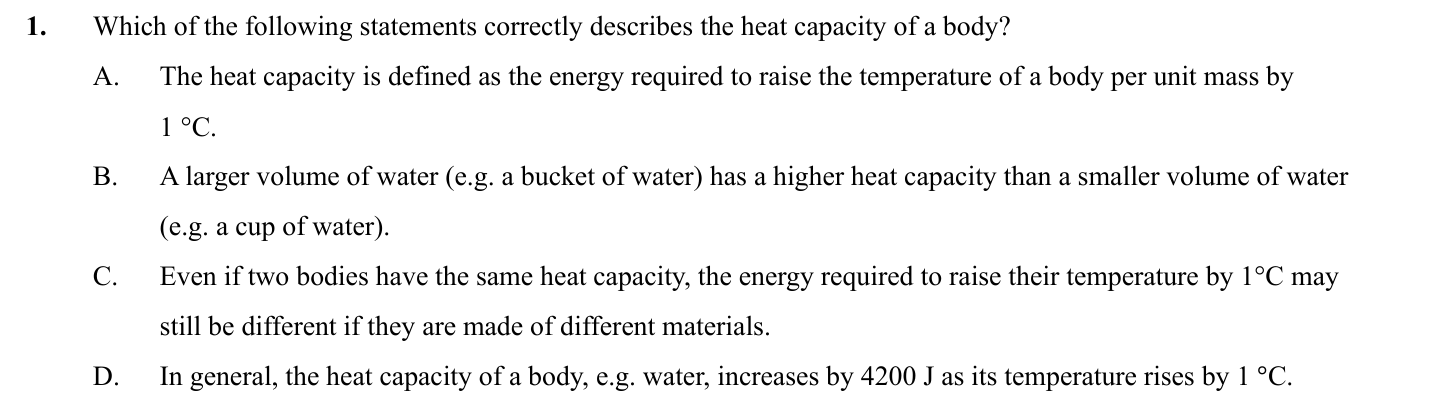 1. Which of the following statements correctly describes the heat capacity of a body?
A. The heat capacity is defined as the energy required to raise the temperature of a body per unit mass by
1 °C.
B. A larger volume of water (e.g. a bucket of water) has a higher heat capacity than a smaller volume of water
(e.g. a cup of water).
C. Even if two bodies have the same heat capacity, the energy required to raise their temperature by 1°C may
still be different if they are made of different materials.
D. In general, the heat capacity of a body, e.g. water, increases by 4200 J as its temperature rises by 1 °C.